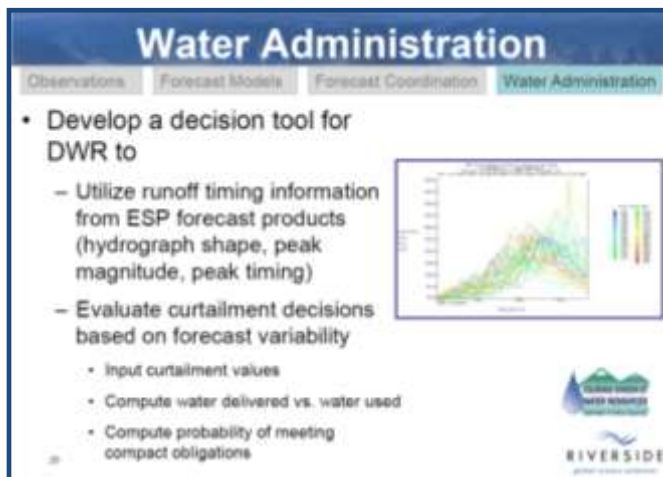 Water Administration
Observations
Forecast Models
Forecast Coordination
Water Administration
• Develop a decision tool for
DWR to
– Utilize runoff timing information
from ESP forecast products
(hydrograph shape, peak
magnitude, peak timing)
– Evaluate curtailment decisions
based on forecast variability
• Input curtailment values
• Compute water delivered vs. water used
• Compute probability of meeting
compact obligations
RIVERSIDE